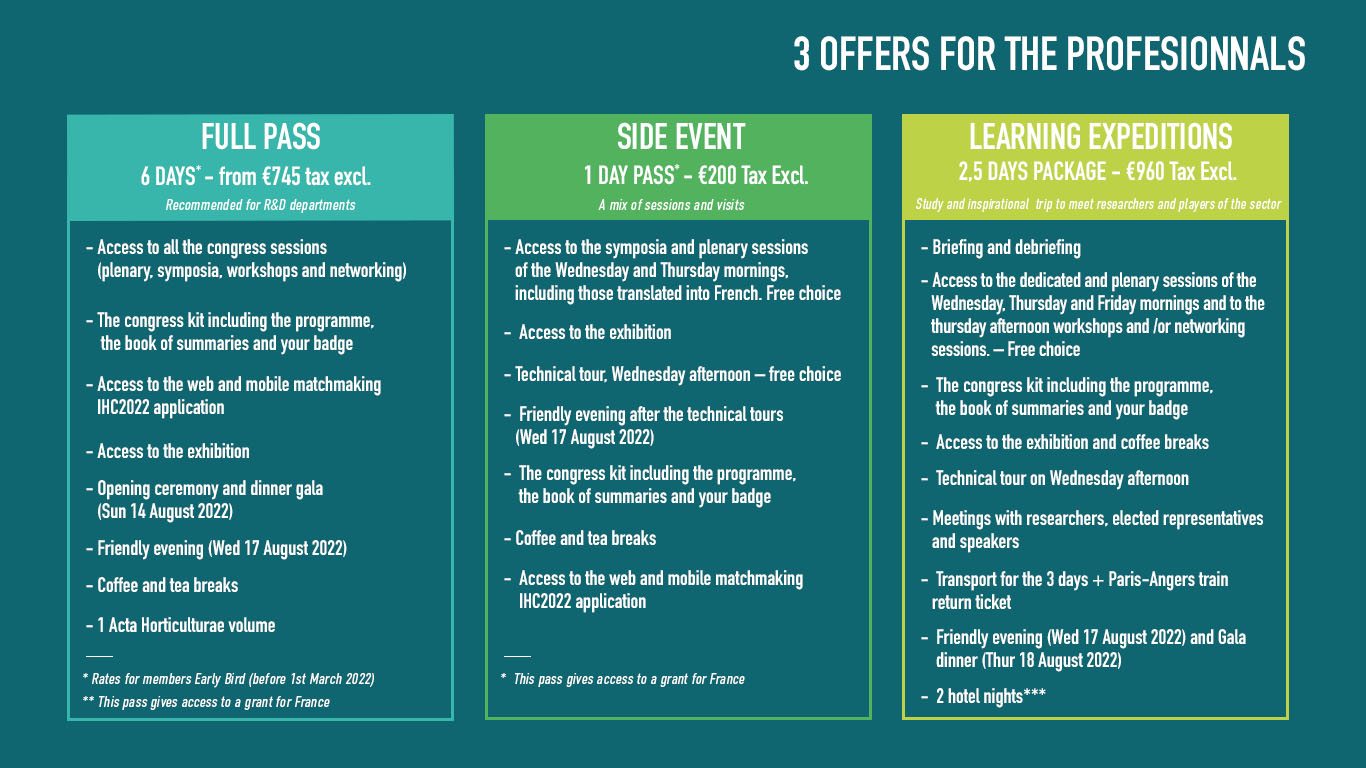 3 OFFERS FOR THE PROFESIONNALS
FULL PASS
6 DAYS* - from €745 tax excl.
Recommended for R&D departments
- Access to all the congress sessions
(plenary, symposia, workshops and networking)
- The congress kit including the programme,
the book of summaries and your badge
- Access to the web and mobile matchmaking
IHC2022 application
- Access to the exhibition
- Opening ceremony and dinner gala
(Sun 14 August 2022)
- Friendly evening (Wed 17 August 2022)
- Coffee and tea breaks
- 1 Acta Horticulturae volume
* Rates for members Early Bird (before 1st March 2022)
** This pass gives access to a grant for France
SIDE EVENT
1 DAY PASS* - €200 Tax Excl.
A mix of sessions and visits
- Access to the symposia and plenary sessions
of the Wednesday and Thursday mornings,
including those translated into French. Free choice
- Access to the exhibition
- Technical tour, Wednesday afternoon – free choice
- Friendly evening after the technical tours
(Wed 17 August 2022)
- The congress kit including the programme,
the book of summaries and your badge
- Coffee and tea breaks
- Access to the web and mobile matchmaking
IHC2022 application
* This pass gives access to a grant for France
LEARNING EXPEDITIONS
2,5 DAYS PACKAGE - €960 Tax Excl.
Study and inspirational trip to meet researchers and players of the sector
- Briefing and debriefing
- Access to the dedicated and plenary sessions of the
Wednesday, Thursday and Friday mornings and to the
thursday afternoon workshops and /or networking
sessions. – Free choice
- The congress kit including the programme,
the book of summaries and your badge
- Access to the exhibition and coffee breaks
- Technical tour on Wednesday afternoon
- Meetings with researchers, elected representatives
and speakers
- Transport for the 3 days + Paris-Angers train
return ticket
- Friendly evening (Wed 17 August 2022) and Gala
dinner (Thur 18 August 2022)
- 2 hotel nights***